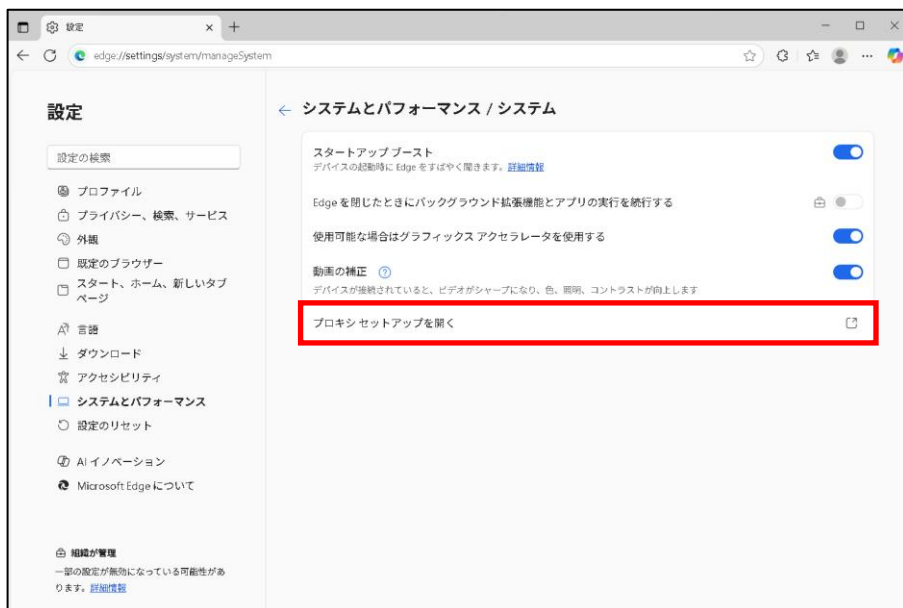 設定
edge://settings/system/manageSystem
設定
設定の検索
プロファイル
プライバシー、検索、サービス
外観
既定のブラウザー
スタート、ホーム、新しいタブ
ページ
言語
ダウンロード
アクセシビリティ
システムとパフォーマンス
設定のリセット
AI イノベーション
Microsoft Edge について
組織が管理
一部の設定が無効になっている可能性があ
ります。詳細情報
システムとパフォーマンス / システム
スタートアップ ブースト
デバイスの起動時に Edge をすばやく開きます。詳細情報
Edge を閉じたときにバックグラウンド拡張機能とアプリの実行を続行する
使用可能な場合はグラフィックス アクセラレータを使用する
動画の補正
デバイスが接続されていると、ビデオがシャープになり、色、照明、コントラストが向上します
プロキシ セットアップを開く